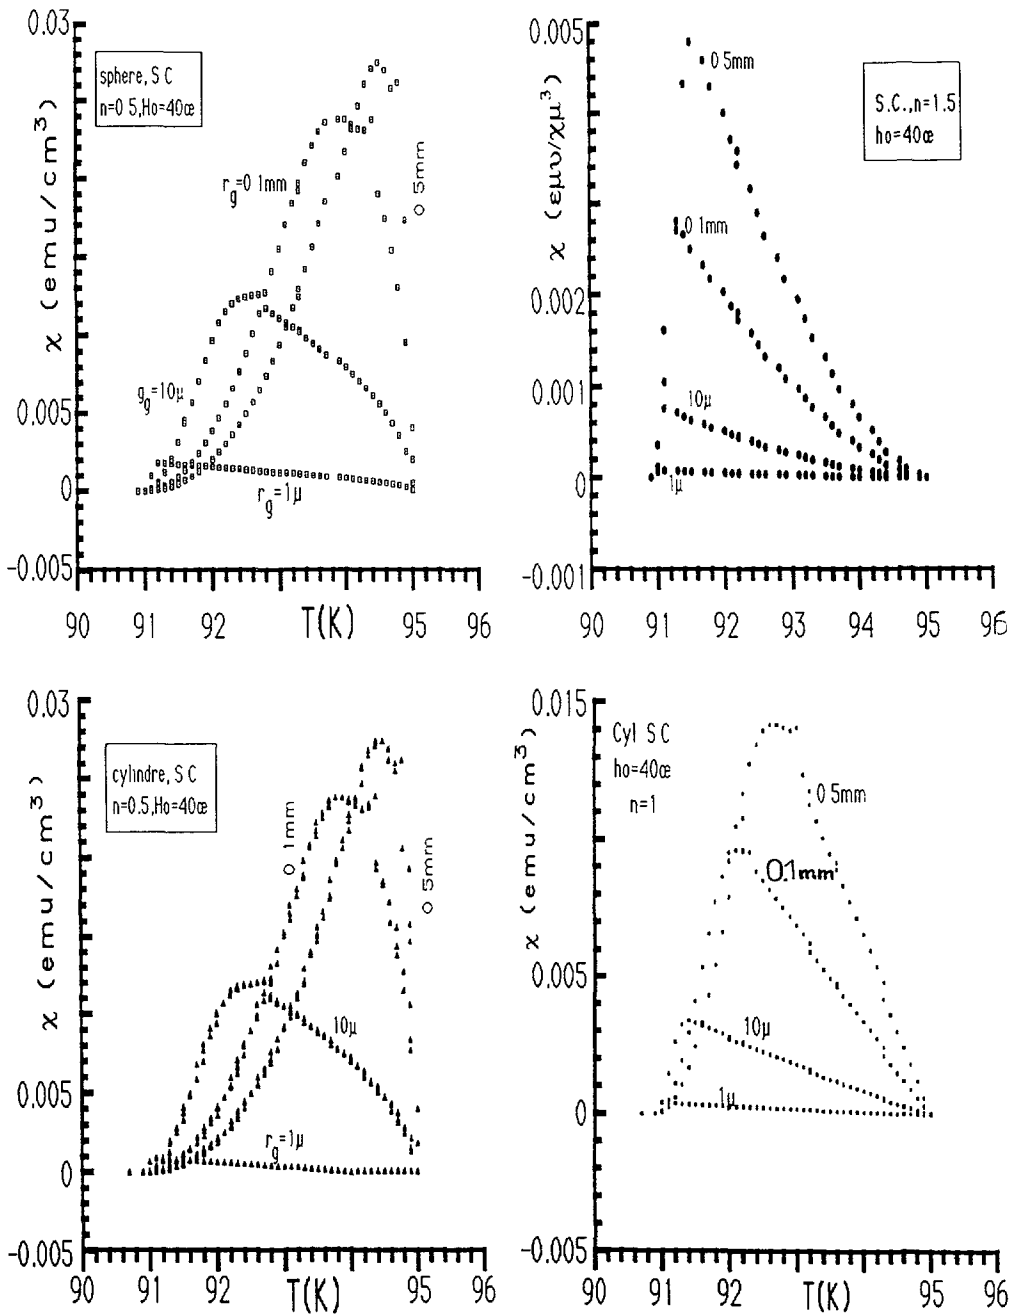 0.03
sphere, S C
n=0 5,Ho=40œ
χ (emu/cm³)
r_g=0 1mm
0 5mm
g_g=10μ
0.005
r_g=1μ
0
-0.005
90 91 92 T(K) 95 96
0.005
0 5mm
S.C.,n=1.5
ho=40œ
χ (εμυ/χμ³)
0 1mm
0.002
0.001
10μ
1μ
0
-0.001
90 91 92 93 94 95 96
0.03
cylindre, S C
n=0.5,Ho=40œ
χ (emu/cm³)
0 1mm
0 5mm
10μ
0.005
r_g=1μ
0
-0.005
90 91 92 T(K) 95 96
0.015
Cyl S C
ho=40œ
n=1
χ (emu/cm³)
0 5mm
01mm
0.005
10μ
1μ
0
-0.005
90 91 92 T(K) 95 96